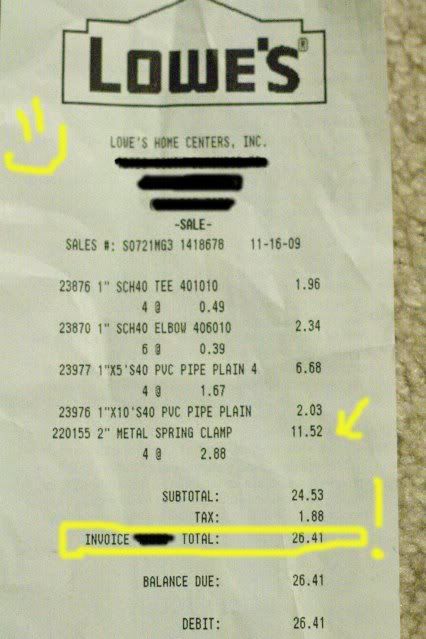 LOWE'S®
LOWE'S HOME CENTERS, INC.
-SALE-
SALES #: S0721MG3 1418678 11-16-09
23876 1" SCH40 TEE 401010 1.96
4 @ 0.49
23870 1" SCH40 ELBOW 406010 2.34
6 @ 0.39
23977 1"X5'S40 PVC PIPE PLAIN 4 6.68
4 @ 1.67
23976 1"X10'S40 PVC PIPE PLAIN 2.03
220155 2" METAL SPRING CLAMP 11.52
4 @ 2.88
SUBTOTAL: 24.53
TAX: 1.88
INVOICE TOTAL: 26.41
BALANCE DUE: 26.41
DEBIT: 26.41